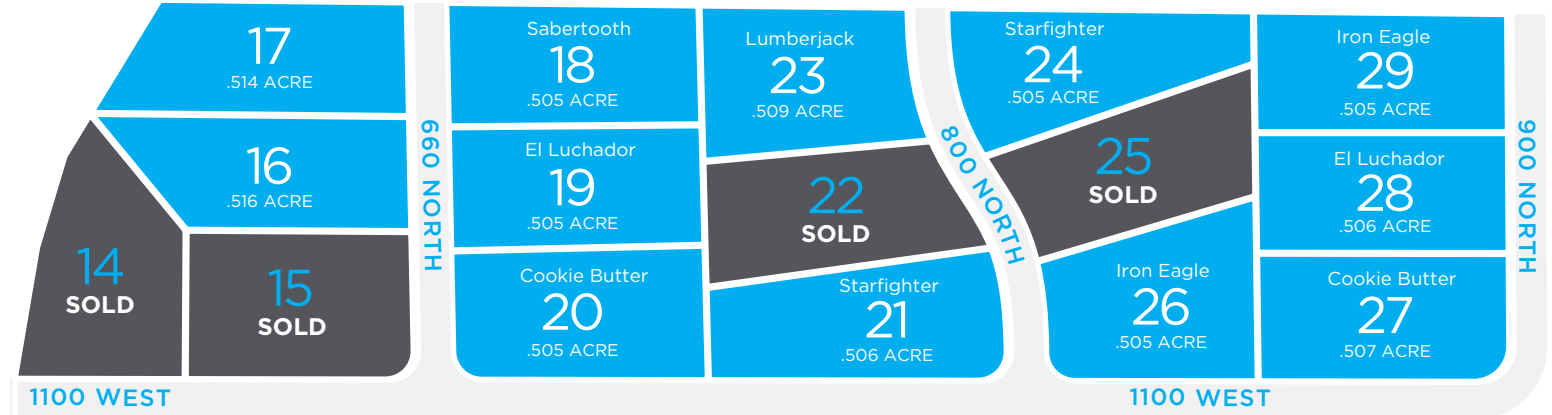 17
.514 ACRE
16
.516 ACRE
14
SOLD
15
SOLD
660 NORTH
Sabertooth
18
.505 ACRE
El Luchador
19
.505 ACRE
Cookie Butter
20
.505 ACRE
Lumberjack
23
.509 ACRE
22
SOLD
Starfighter
21
.506 ACRE
800 NORTH
Starfighter
24
.505 ACRE
25
SOLD
Iron Eagle
26
.505 ACRE
Iron Eagle
29
.505 ACRE
El Luchador
28
.506 ACRE
Cookie Butter
27
.507 ACRE
900 NORTH
1100 WEST
1100 WEST